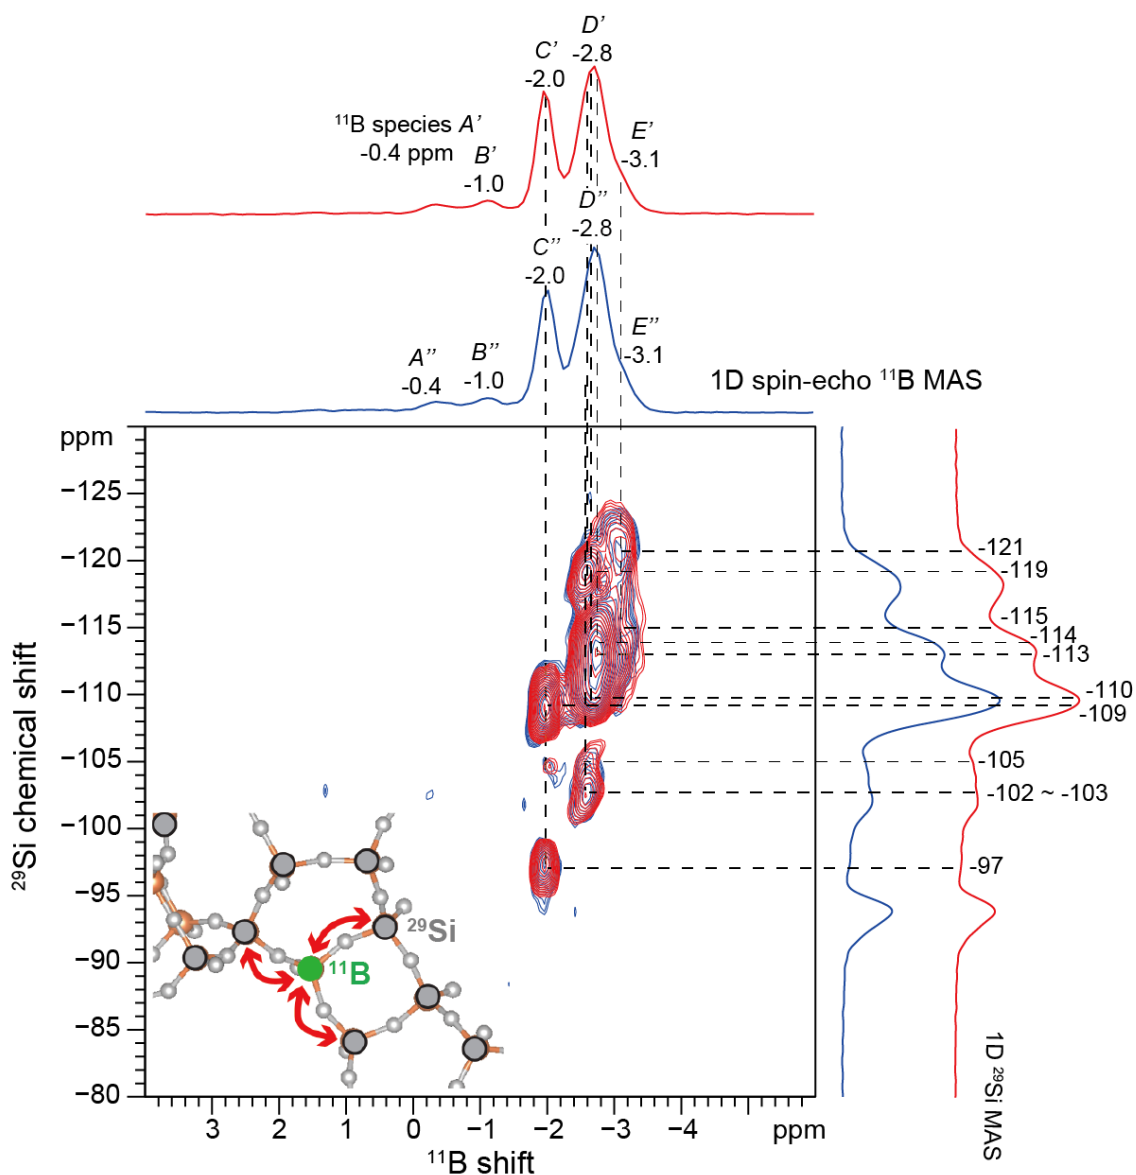 D'
C'
-2.8
-2.0
¹¹B species A'
E'
-0.4 ppm
B'
-3.1
-1.0
D''
-2.8
C''
-2.0
E''
A''
B''
-3.1
-0.4
-1.0
1D spin-echo ¹¹B MAS
ppm
−125
−120
−115
−110
−105
−100
−95
−90
−85
−80
²⁹Si chemical shift
-121
-119
-115
-114
-113
-110
-109
-105
-102 ~ -103
-97
²⁹Si
¹¹B
1D ²⁹Si MAS
3 2 1 0 -1 -2 -3 -4 ppm
¹¹B shift